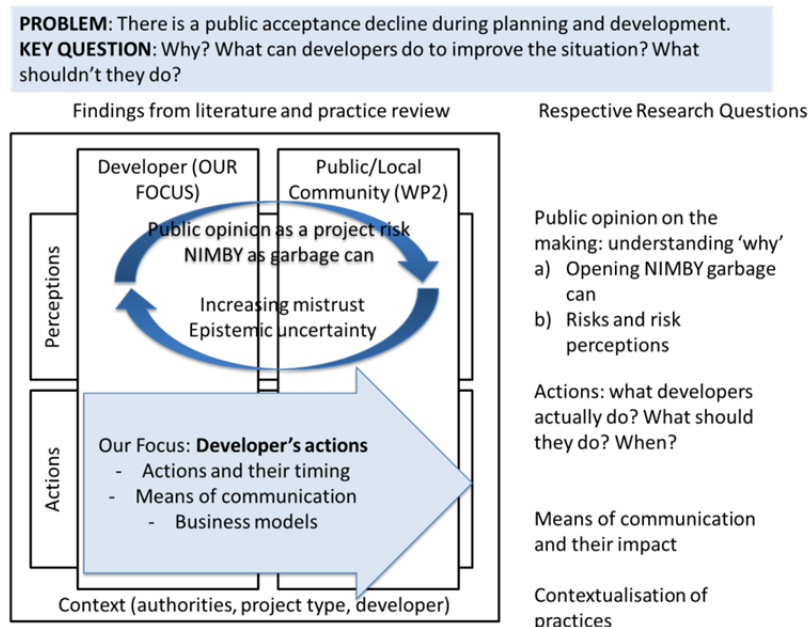 PROBLEM: There is a public acceptance decline during planning and development.
KEY QUESTION: Why? What can developers do to improve the situation? What
shouldn't they do?
Findings from literature and practice review
Respective Research Questions
Developer (OUR
FOCUS)
Public/Local
Community (WP2)
Perceptions
Public opinion as a project risk
NIMBY as garbage can
Increasing mistrust
Epistemic uncertainty
Actions
Our Focus: Developer's actions
- Actions and their timing
- Means of communication
- Business models
Context (authorities, project type, developer)
Public opinion on the
making: understanding 'why'
a) Opening NIMBY garbage
can
b) Risks and risk
perceptions
Actions: what developers
actually do? What should
they do? When?
Means of communication
and their impact
Contextualisation of
practices